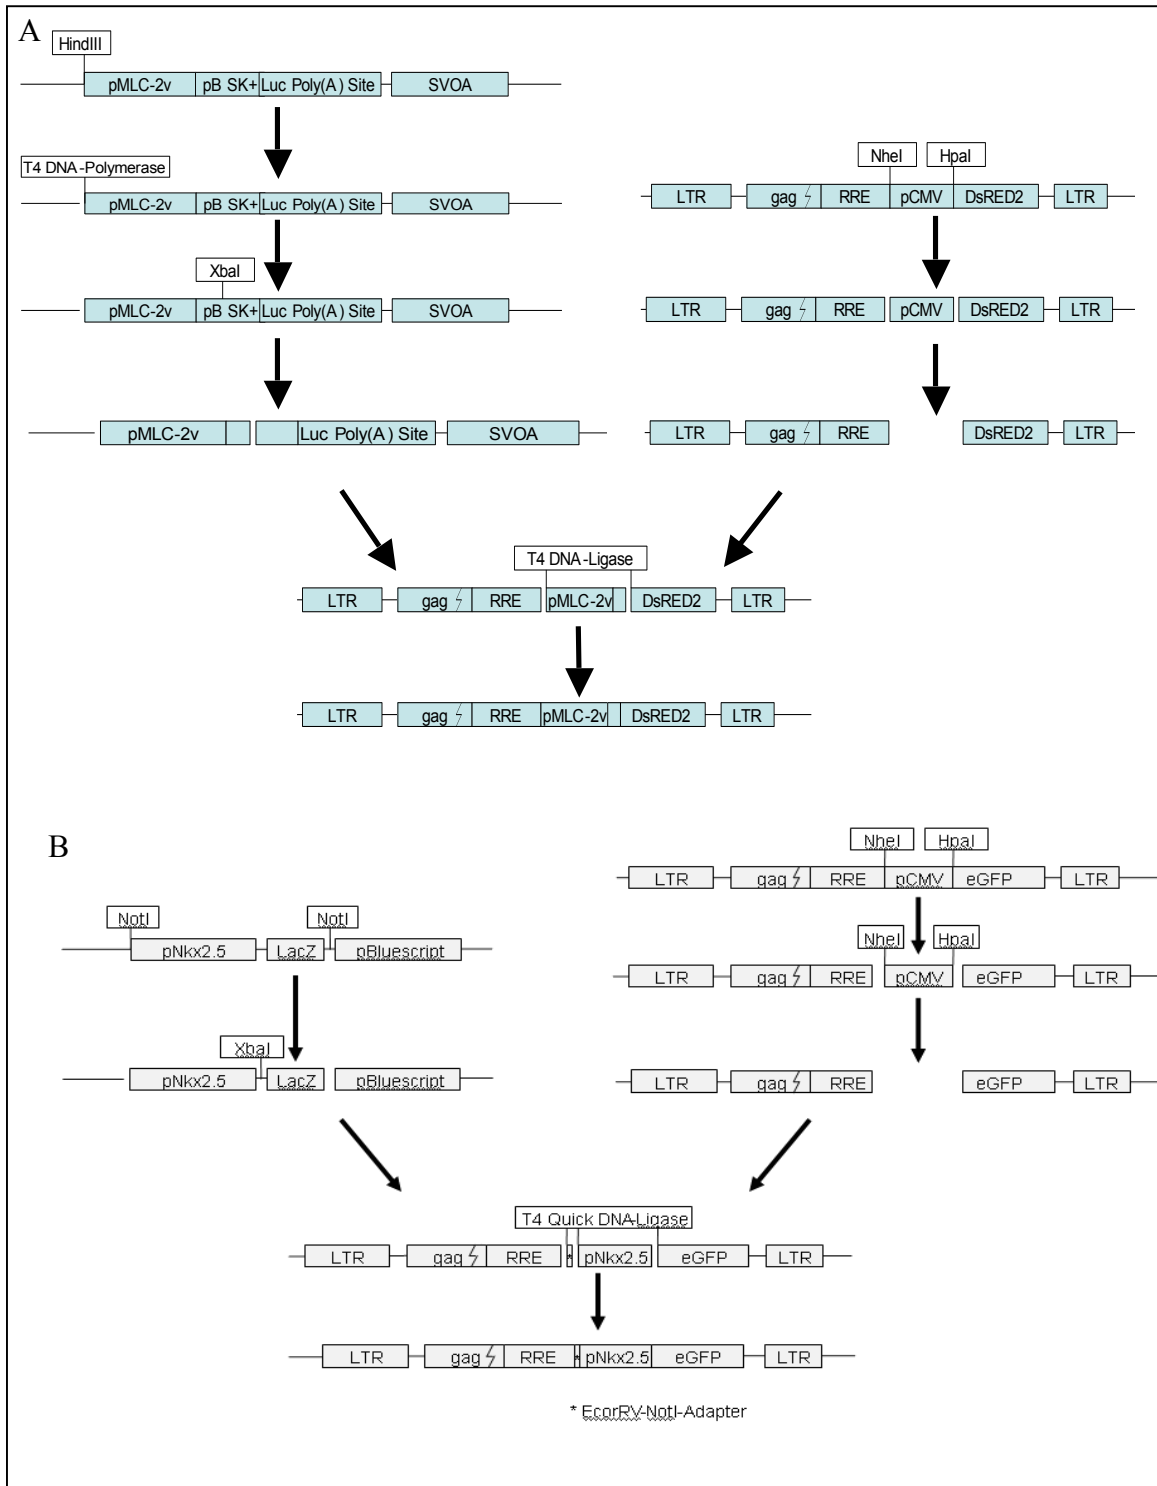 A
HindIII
pMLC-2v pB SK+ Luc Poly(A) Site SVOA
T4 DNA-Polymerase
pMLC-2v pB SK+ Luc Poly(A) Site SVOA
XbaI
pMLC-2v pB SK+ Luc Poly(A) Site SVOA
pMLC-2v Luc Poly(A) Site SVOA
NheI HpaI
LTR gag RRE pCMV DsRED2 LTR
LTR gag RRE pCMV DsRED2 LTR
LTR gag RRE DsRED2 LTR
T4 DNA-Ligase
LTR gag RRE pMLC-2v DsRED2 LTR
LTR gag RRE pMLC-2v DsRED2 LTR
B
NotI NotI
pNkx2.5 LacZ pBluescript
XbaI
pNkx2.5 LacZ pBluescript
NheI HpaI
LTR gag RRE pCMV eGFP LTR
NheI HpaI
LTR gag RRE pCMV eGFP LTR
LTR gag RRE eGFP LTR
T4 Quick DNA-Ligase
LTR gag RRE * pNkx2.5 eGFP LTR
LTR gag RRE * pNkx2.5 eGFP LTR
* EcorRV-NotI-Adapter